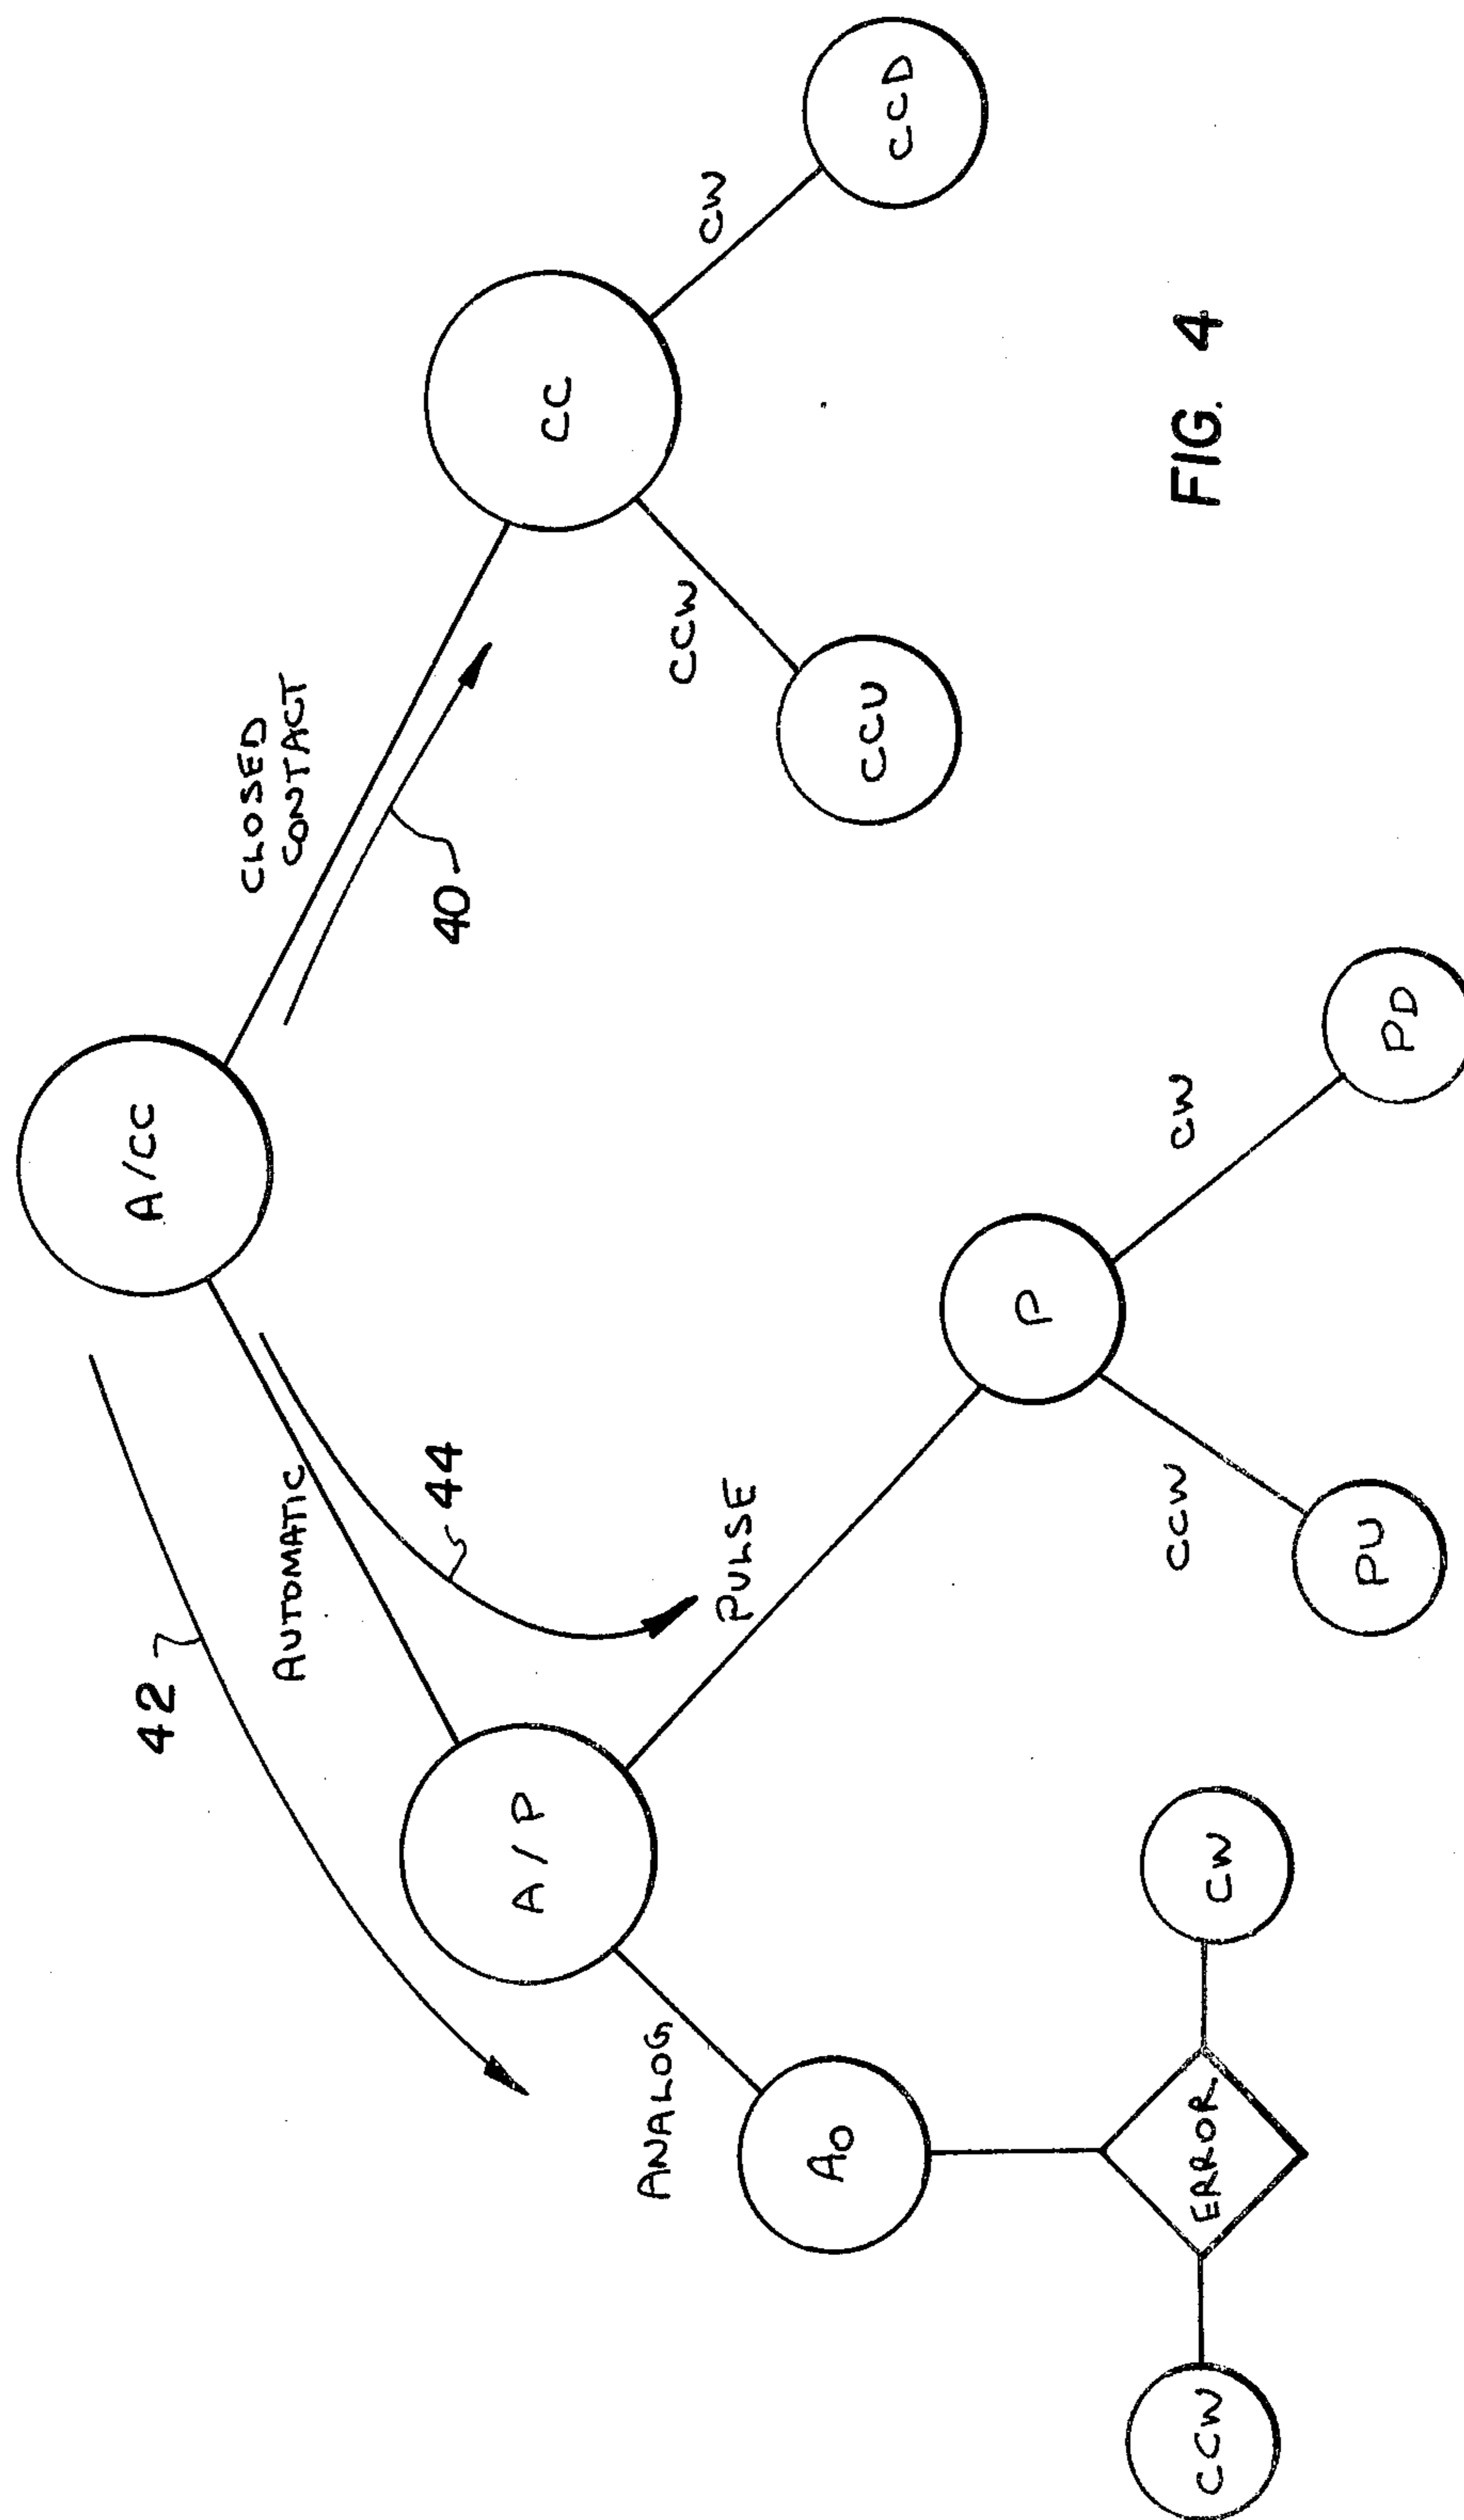 A/CC
42
AUTOMATIC
CLOSED
CONTACT
44
40
A/P
CC
ANALOG
PULSE
CCW
CW
AO
P
CCU
CCD
CCW
CW
CCW
ERROR
CW
PU
PD
FIG. 4